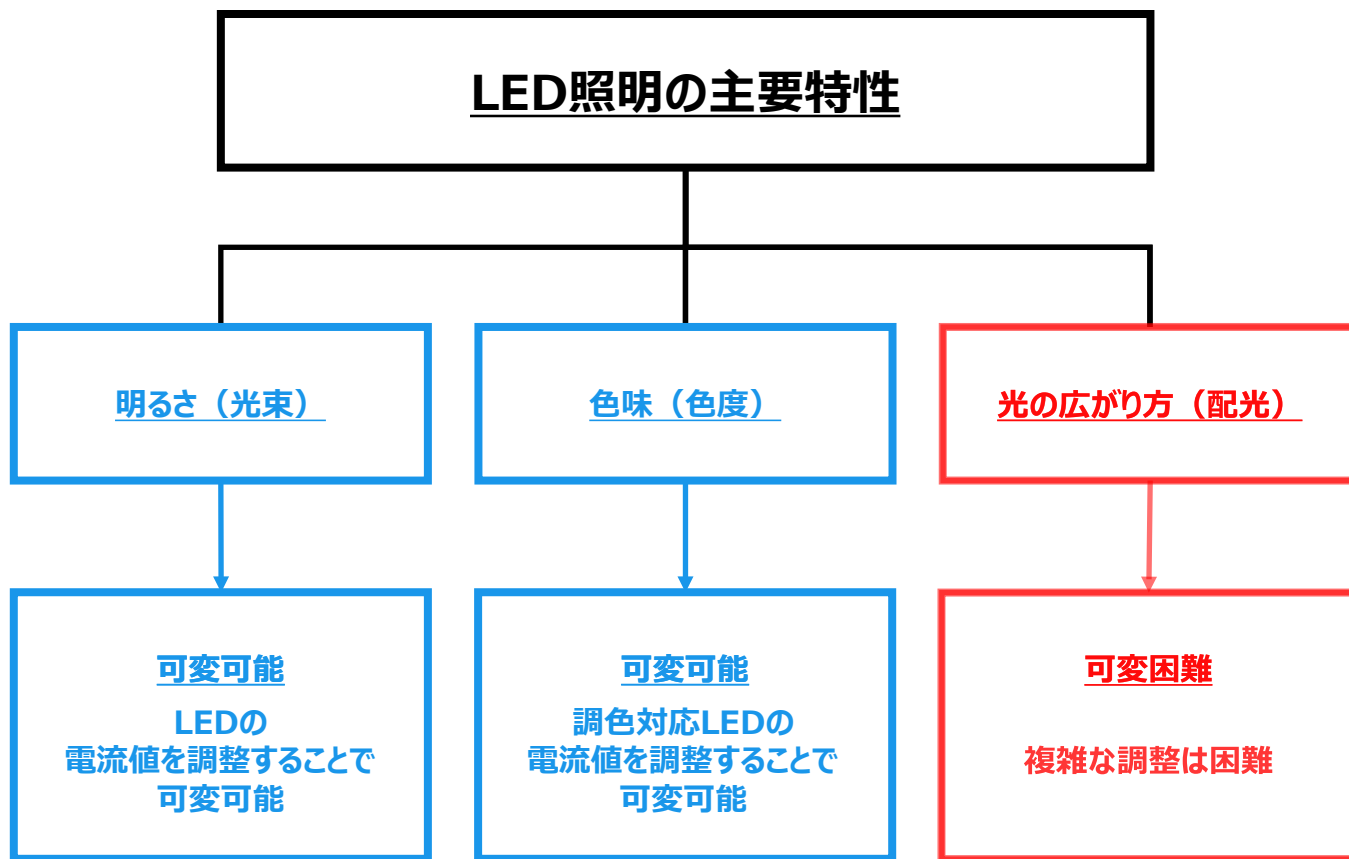 LED照明の主要特性
明るさ（光束）
色味（色度）
光の広がり方（配光）
可変可能
LEDの
電流値を調整することで
可変可能
可変可能
調色対応LEDの
電流値を調整することで
可変可能
可変困難
複雑な調整は困難